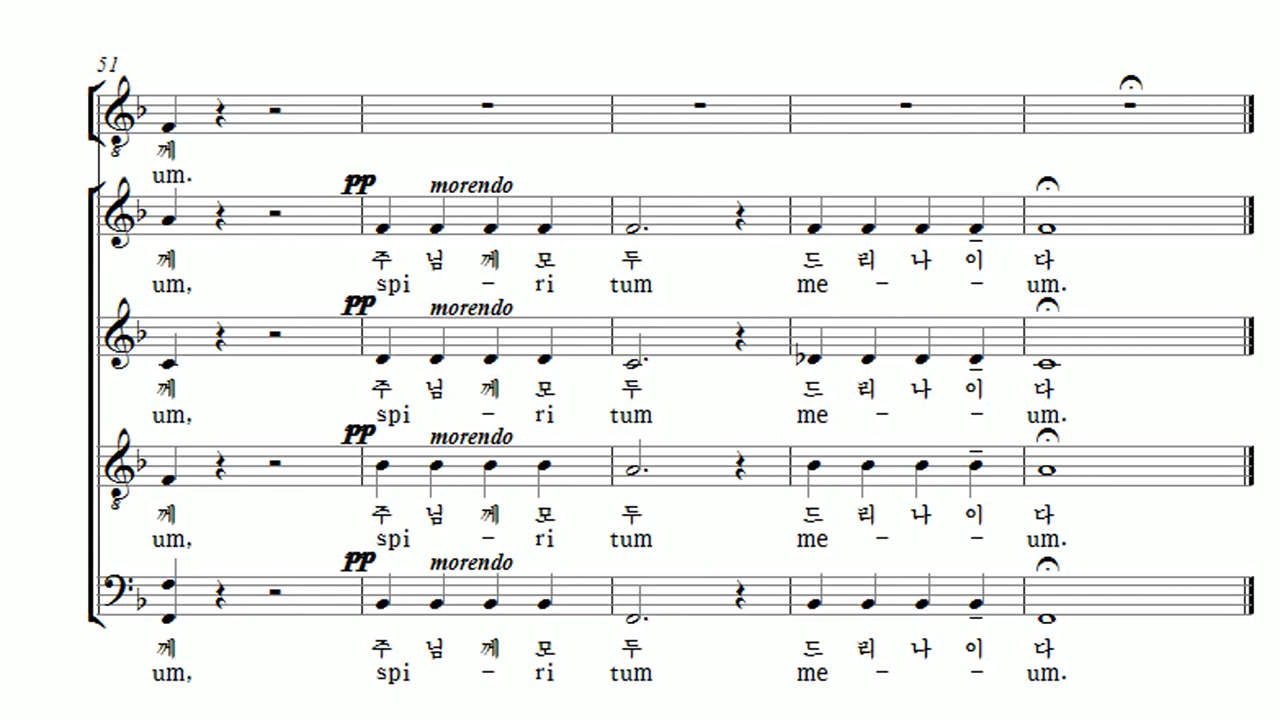 51
께
um.
pp morendo
께 주 님 께 모 두 드 리 나 이 다
um, spi - ri tum me - - um.
pp morendo
께 주 님 께 모 두 드 리 나 이 다
um, spi - ri tum me - - um.
pp morendo
께 주 님 께 모 두 드 리 나 이 다
um, spi - ri tum me - - um.
pp morendo
께 주 님 께 모 두 드 리 나 이 다
um, spi - ri tum me - - um.